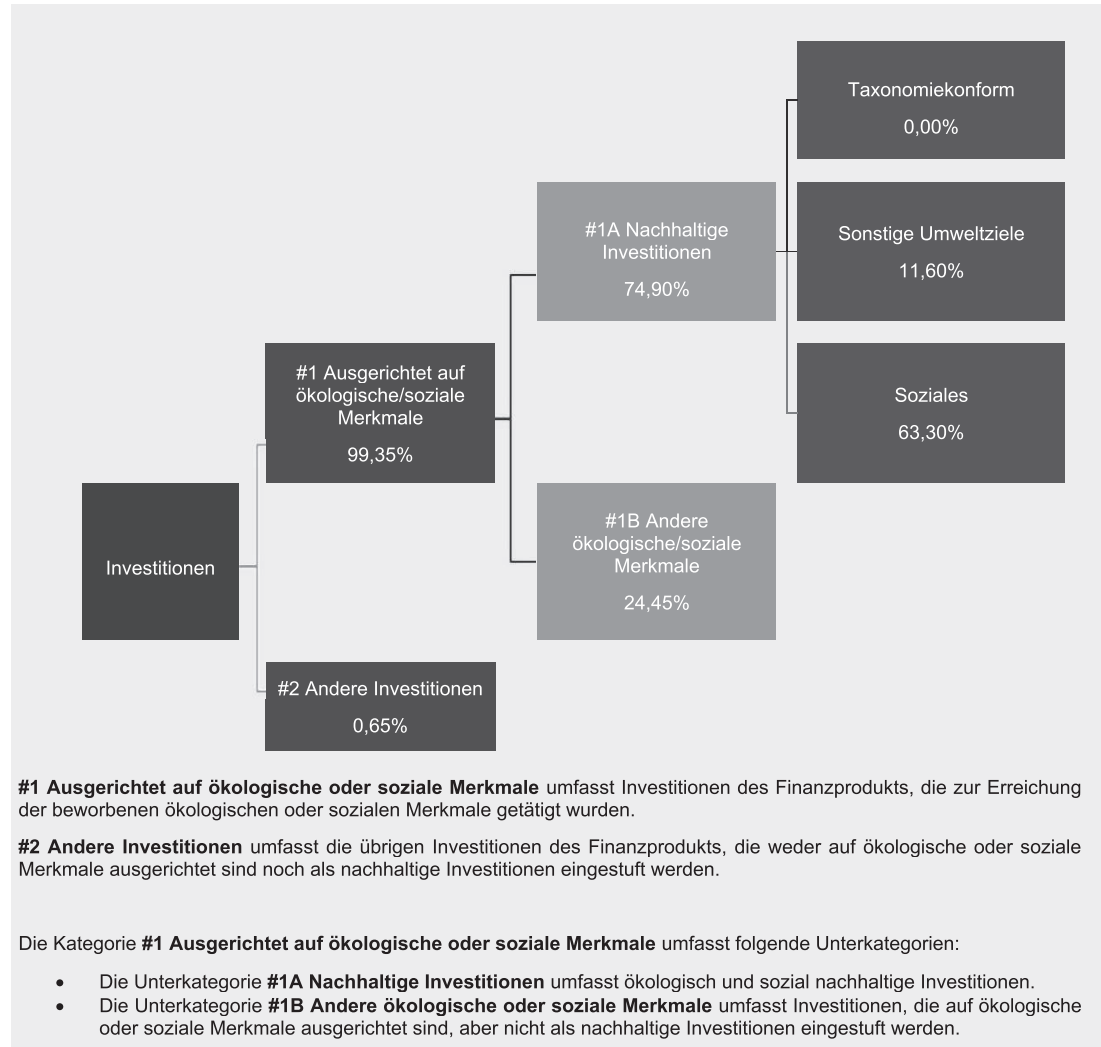 Taxonomiekonform
0,00%
#1A Nachhaltige
Investitionen
74,90%
Sonstige Umweltziele
11,60%
#1 Ausgerichtet auf
ökologische/soziale
Merkmale
99,35%
Soziales
63,30%
Investitionen
#1B Andere
ökologische/soziale
Merkmale
24,45%
#2 Andere Investitionen
0,65%
#1 Ausgerichtet auf ökologische oder soziale Merkmale umfasst Investitionen des Finanzprodukts, die zur Erreichung
der beworbenen ökologischen oder sozialen Merkmale getätigt wurden.
#2 Andere Investitionen umfasst die übrigen Investitionen des Finanzprodukts, die weder auf ökologische oder soziale
Merkmale ausgerichtet sind noch als nachhaltige Investitionen eingestuft werden.
Die Kategorie #1 Ausgerichtet auf ökologische oder soziale Merkmale umfasst folgende Unterkategorien:
• Die Unterkategorie #1A Nachhaltige Investitionen umfasst ökologisch und sozial nachhaltige Investitionen.
• Die Unterkategorie #1B Andere ökologische oder soziale Merkmale umfasst Investitionen, die auf ökologische
oder soziale Merkmale ausgerichtet sind, aber nicht als nachhaltige Investitionen eingestuft werden.